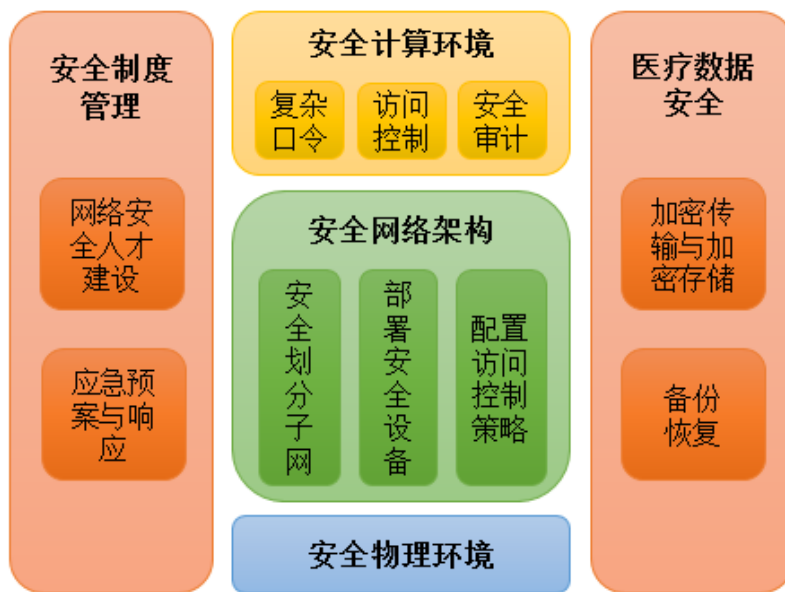 安全制度
管理
网络安
全人才
建设
应急预
案与响
应
安全计算环境
复杂
口令
访问
控制
安全
审计
安全网络架构
安全划分子网
部署安全设备
配置
访问
控制
策略
安全物理环境
医疗数据
安全
加密传
输与加
密存储
备份
恢复